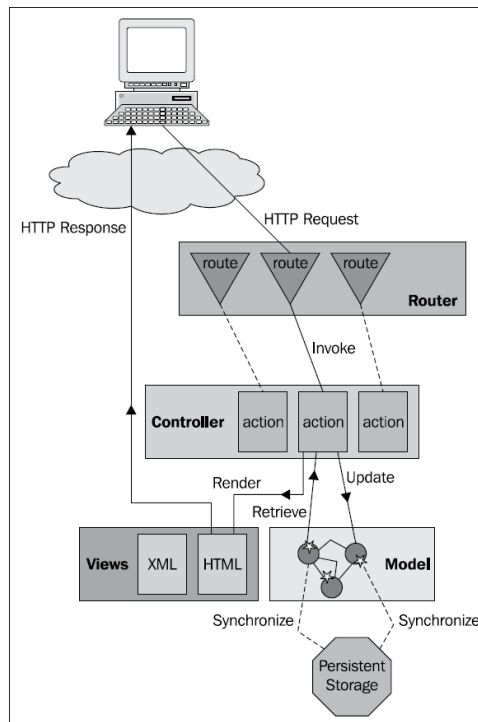 HTTP Response
HTTP Request
route
route
route
Router
Invoke
Controller
action
action
action
Render
Update
Retrieve
Views
XML
HTML
Model
Synchronize
Synchronize
Persistent
Storage